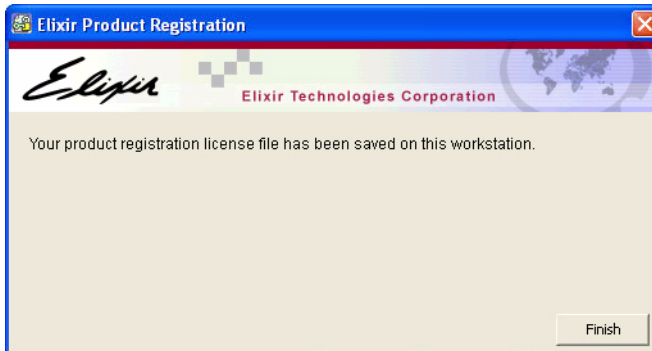 Elixir Product Registration
Elixir
Elixir Technologies Corporation
Your product registration license file has been saved on this workstation.
Finish